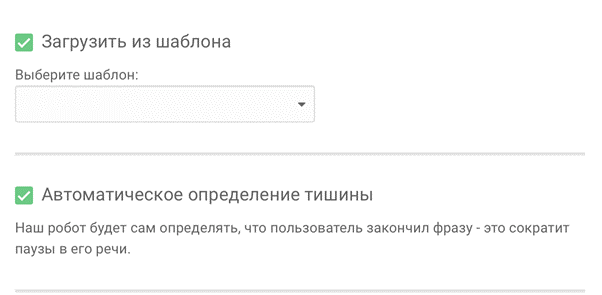 Загрузить из шаблона
Выберите шаблон:
Автоматическое определение тишины
Наш робот будет сам определять, что пользователь закончил фразу - это сократит
паузы в его речи.